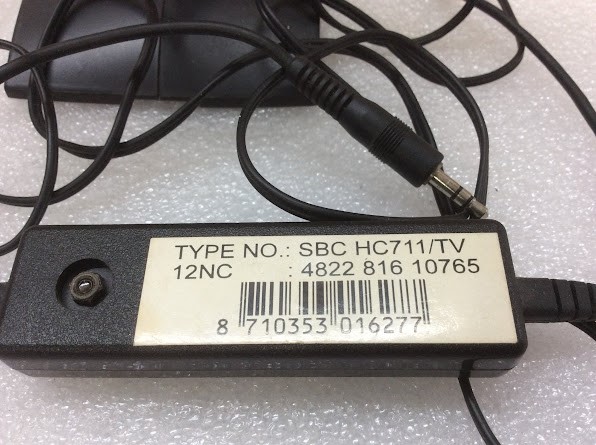 TYPE NO.: SBC HC711/TV
12NC : 4822 816 10765
8 710353 016277